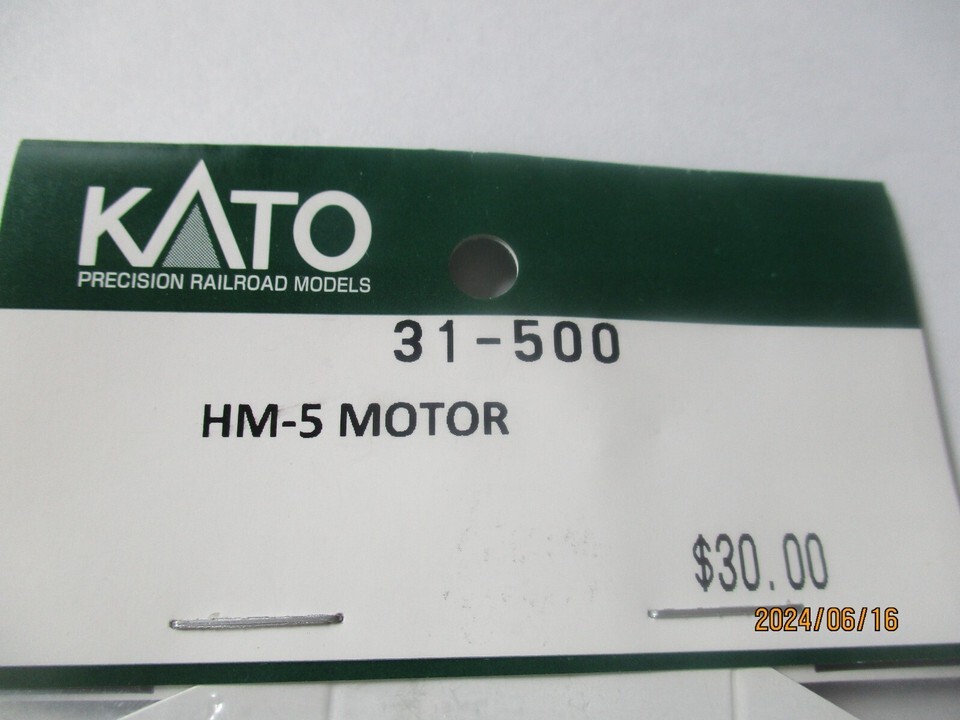 KATO
PRECISION RAILROAD MODELS
31-500
HM-5 MOTOR
$30.00
2024/06/16